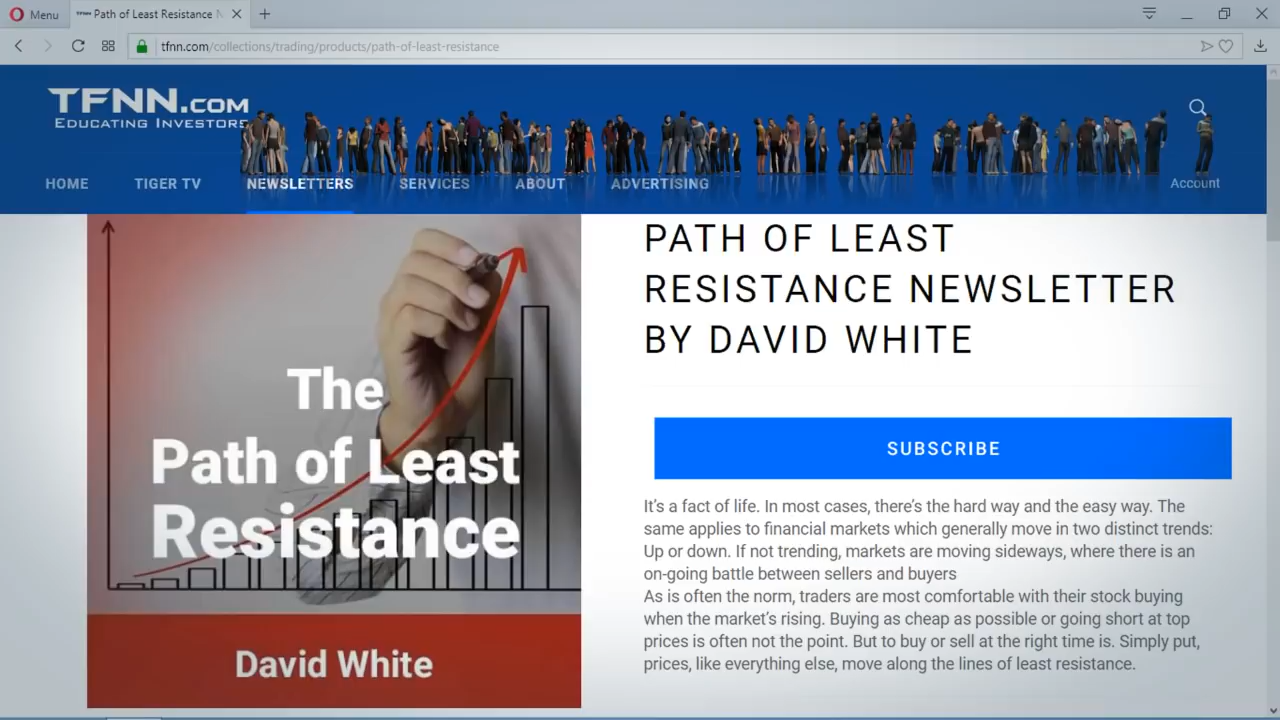 Menu
Path of Least Resistance N
tfnn.com/collections/trading/products/path-of-least-resistance
TFNN.COM
EDUCATING INVESTORS
HOME
TIGER TV
NEWSLETTERS
SERVICES
ABOUT
ADVERTISING
Account
The
Path of Least
Resistance
David White
PATH OF LEAST
RESISTANCE NEWSLETTER
BY DAVID WHITE
SUBSCRIBE
It's a fact of life. In most cases, there's the hard way and the easy way. The
same applies to financial markets which generally move in two distinct trends:
Up or down. If not trending, markets are moving sideways, where there is an
on-going battle between sellers and buyers
As is often the norm, traders are most comfortable with their stock buying
when the market's rising. Buying as cheap as possible or going short at top
prices is often not the point. But to buy or sell at the right time is. Simply put,
prices, like everything else, move along the lines of least resistance.